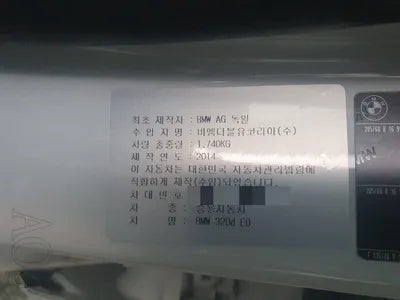 최초 제작자 : BMW AG 독일
수 입 자 : 비엠더블유코리아(수)
차량 총중량 : 1,740KG
제 작 연 도 : 2014
이 자동차는 대한민국 자동차관리법령에
적합하게 제작(수입)되었습니다.
차 대 번 호 :
차 종 : 승용자동차
차 명 : BMW 320d ED